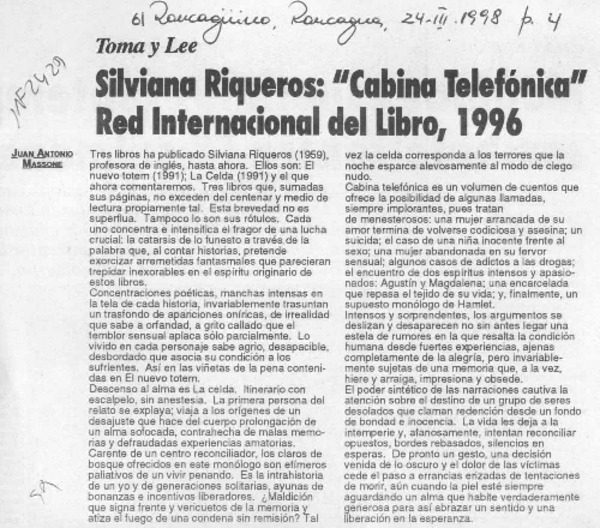 El Rancagüino, Rancagua, 24-III-1998 p. 4
Toma y Lee
Silviana Riqueros: “Cabina Telefónica”
Red Internacional del Libro, 1996
JUAN ANTONIO
MASSONE
Tres libros ha publicado Silviana Riqueros (1959),
profesora de inglés, hasta ahora. Ellos son: El
nuevo totem (1991); La Celda (1991) y el que
ahora comentaremos. Tres libros que, sumadas
sus páginas, no exceden del centenar y medio de
lectura propiamente tal. Esta brevedad no es
superflua. Tampoco lo son sus rótulos. Cada
uno concentra e intensifica el fragor de una lucha
crucial: la catarsis de lo funesto a través de la
palabra que, al contar historias, pretende
exorcizar arremetidas fantasmales que parecieran
trepidar inexorables en el espíritu originario de
estos libros.
Concentraciones poéticas, manchas intensas en
la tela de cada historia, invariablemente trasuntan
un trasfondo de apariciones oníricas, de irrealidad
que sabe a orfandad, a grito callado que el
temblor sensual aplaca sólo parcialmente. Lo
vivido en cada personaje sabe agrio, desapacible,
desbordado que asocia su condición a los
sufrientes. Así en las viñetas de la pena conteni-
das en El nuevo totem.
Descenso al alma es La celda. Itinerario con
escalpelo, sin anestesia. La primera persona del
relato se explaya; viaja a los orígenes de un
desajuste que hace del cuerpo prolongación de
un alma sofocada, contrahecha de malas memo-
rias y defraudadas experiencias amatorias.
Carente de un centro reconciliador, los claros de
bosque ofrecidos en este monólogo son efímeros
paliativos de un vivir penando. Es la intrahistoria
de un yo y de generaciones solitarias, ayunas de
bonanzas e incentivos liberadores. ¿Maldición
que signa frente y vericuetos de la memoria y
atiza el fuego de una condena sin remisión? Tal
vez la celda corresponda a los terrores que la
noche esparce alevosamente al modo de ciego
nudo.
Cabina telefónica es un volumen de cuentos que
ofrece la posibilidad de algunas llamadas,
siempre implorantes, pues tratan
de menesterosos: una mujer arrancada de su
amor termina de volverse codiciosa y asesina; un
suicida; el caso de una niña inocente frente al
sexo; una mujer abandonada en su fervor
sensual; algunos casos de adictos a las drogas;
el encuentro de dos espíritus intensos y apasio-
nados: Agustín y Magdalena; una encarcelada
que repasa el tejido de su vida; y, finalmente, un
supuesto monólogo de Hamlet.
Intensos y sorprendentes, los argumentos se
deslizan y desaparecen no sin antes legar una
estela de rumores en la que resalta la condición
humana desde fuertes experiencias, ajenas
completamente de la alegría, pero invariable-
mente sujetas de una memoria que, a la vez,
hiere y arraiga, impresiona y obsede.
El poder sintético de las narraciones cautiva la
atención sobre el destino de un grupo de seres
desolados que claman redención desde un fondo
de bondad e inocencia. La vida les deja a la
intemperie y, afanosamente, intentan reconciliar
opuestos, bordes rebasados, silencios en
esperas. De pronto un gesto, una decisión
venida de lo oscuro y el dolor de las víctimas
cede el paso a arrancias erizadas de tentaciones
de morir, aún cuando la piel esté siempre
aguardando un alma que habite verdaderamente
generosa para así abrazar un sentido y una
liberación en la esperanza.